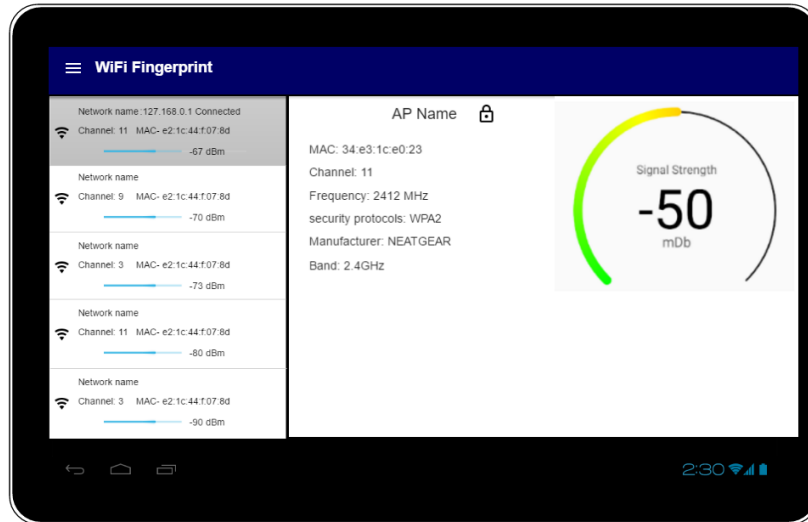 WiFi Fingerprint
Network name:127.168.0.1 Connected
Channel: 11 MAC- e2:1c:44:f:07:8d
-67 dBm
Network name
Channel: 9 MAC- e2:1c:44:f:07:8d
-70 dBm
Network name
Channel: 3 MAC- e2:1c:44:f:07:8d
-73 dBm
Network name
Channel: 11 MAC- e2:1c:44:f:07:8d
-80 dBm
Network name
Channel: 3 MAC- e2:1c:44:f:07:8d
-90 dBm
AP Name
MAC: 34:e3:1c:e0:23
Channel: 11
Frequency: 2412 MHz
security protocols: WPA2
Manufacturer: NEATGEAR
Band: 2.4GHz
Signal Strength
-50
mDb
2:30